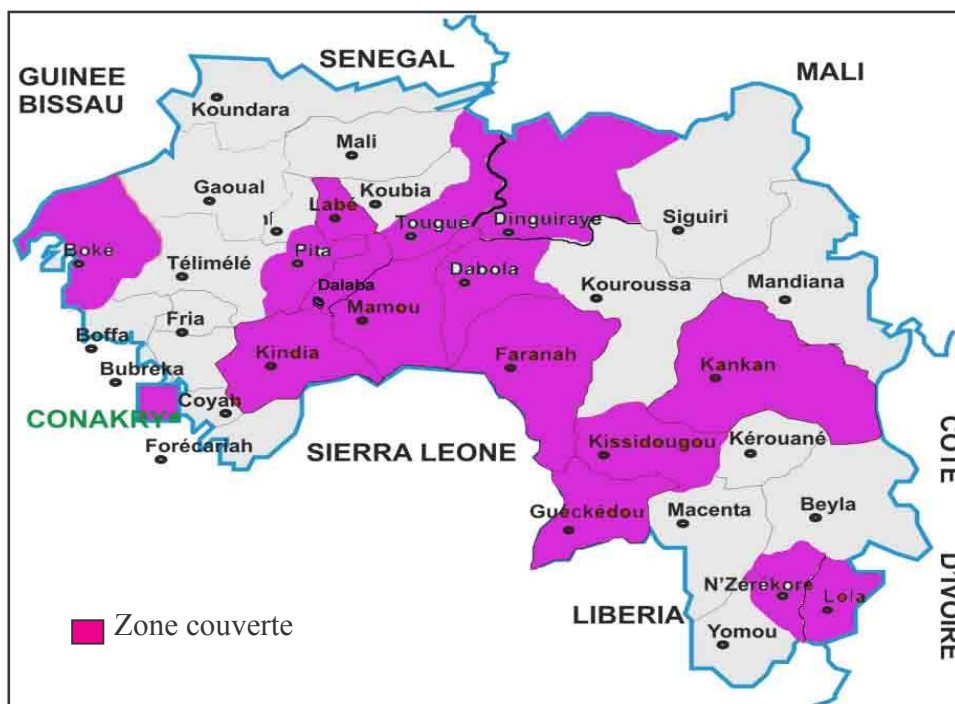 SENEGAL
GUINEE
BISSAU
MALI
Koundara
Mali
Gaoual
Koubia
Labé
Tougué
Dinguiraye
Siguiri
Boké
Pita
Télimélé
Dabola
Dalaba
Kouroussa
Mandiana
Mamou
Fria
Boffa
Kindia
Faranah
Kankan
Bubreka
Coyah
CONAKRY
Forécariah
SIERRA LEONE
Kissidougou
Kérouané
COTE
D'IVOIRE
Guéckédou
Macenta
Beyla
N'Zérékoré
Lola
LIBERIA
Yomou
Zone couverte